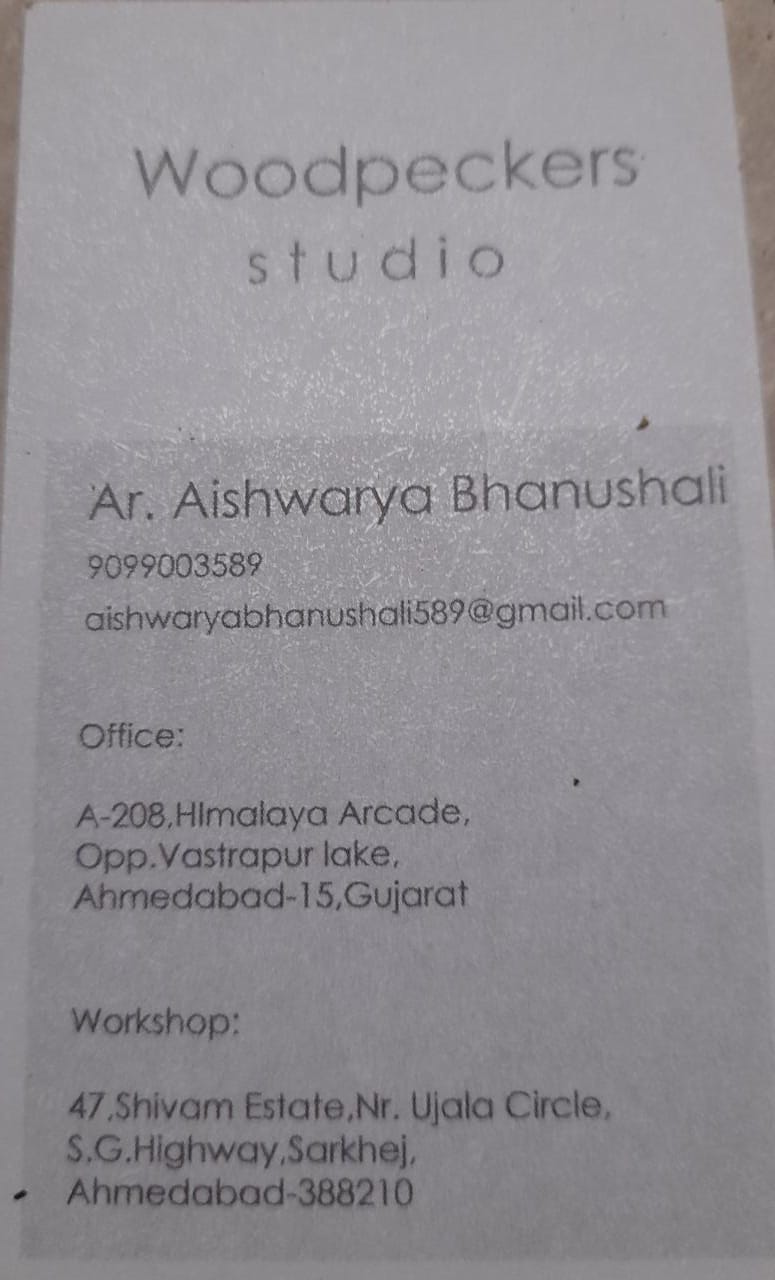 Woodpeckers
studio
Ar. Aishwarya Bhanushali
9099003589
aishwaryabhanushali589@gmail.com
Office:
A-208,HImalaya Arcade,
Opp.Vastrapur lake,
Ahmedabad-15,Gujarat
Workshop:
47,Shivam Estate,Nr. Ujala Circle,
S.G.Highway,Sarkhej,
Ahmedabad-388210